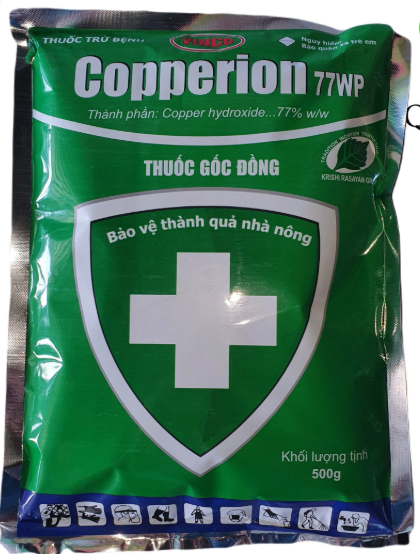 THUỐC TRỪ BỆNH
VINCO
Copperion 77WP
Thành phần: Copper hydroxide...77% w/w
THUỐC GỐC ĐỒNG
KRISHI RASAYAN
Bảo vệ thành quả nhà nông
Khối lượng tịnh
500g